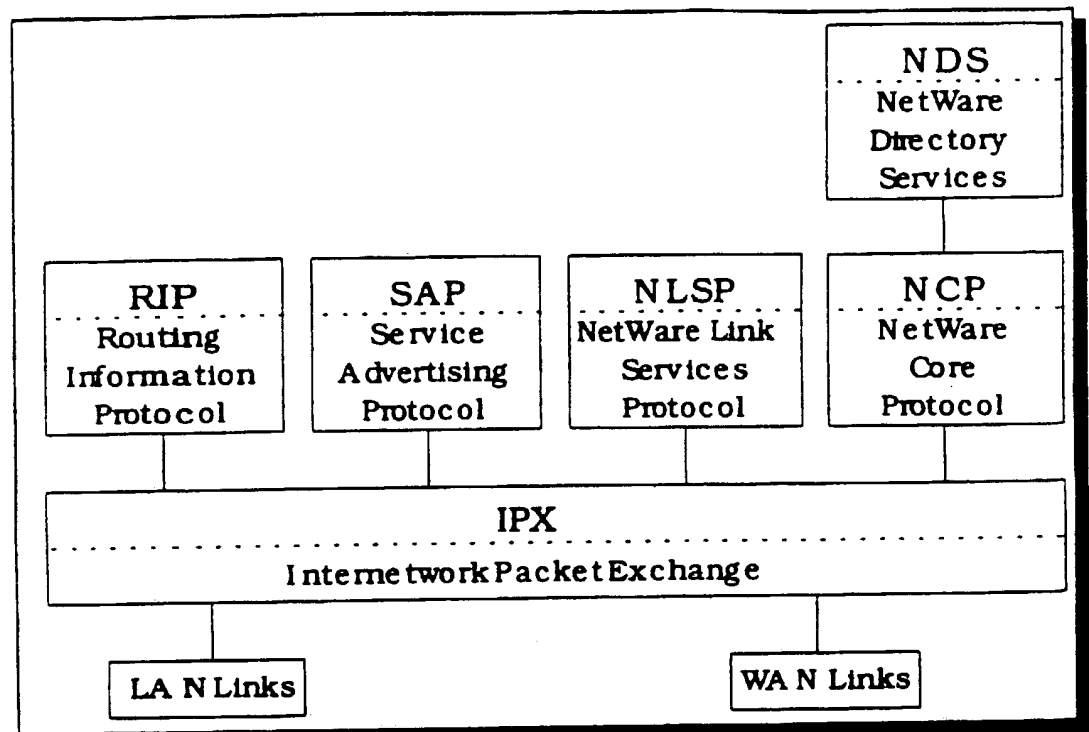 NDS
NetWare
Directory
Services
RIP
Routing
Information
Protocol
SAP
Service
Advertising
Protocol
NLSP
NetWare Link
Services
Protocol
NCP
NetWare
Core
Protocol
IPX
Internetwork Packet Exchange
LAN Links
WAN Links